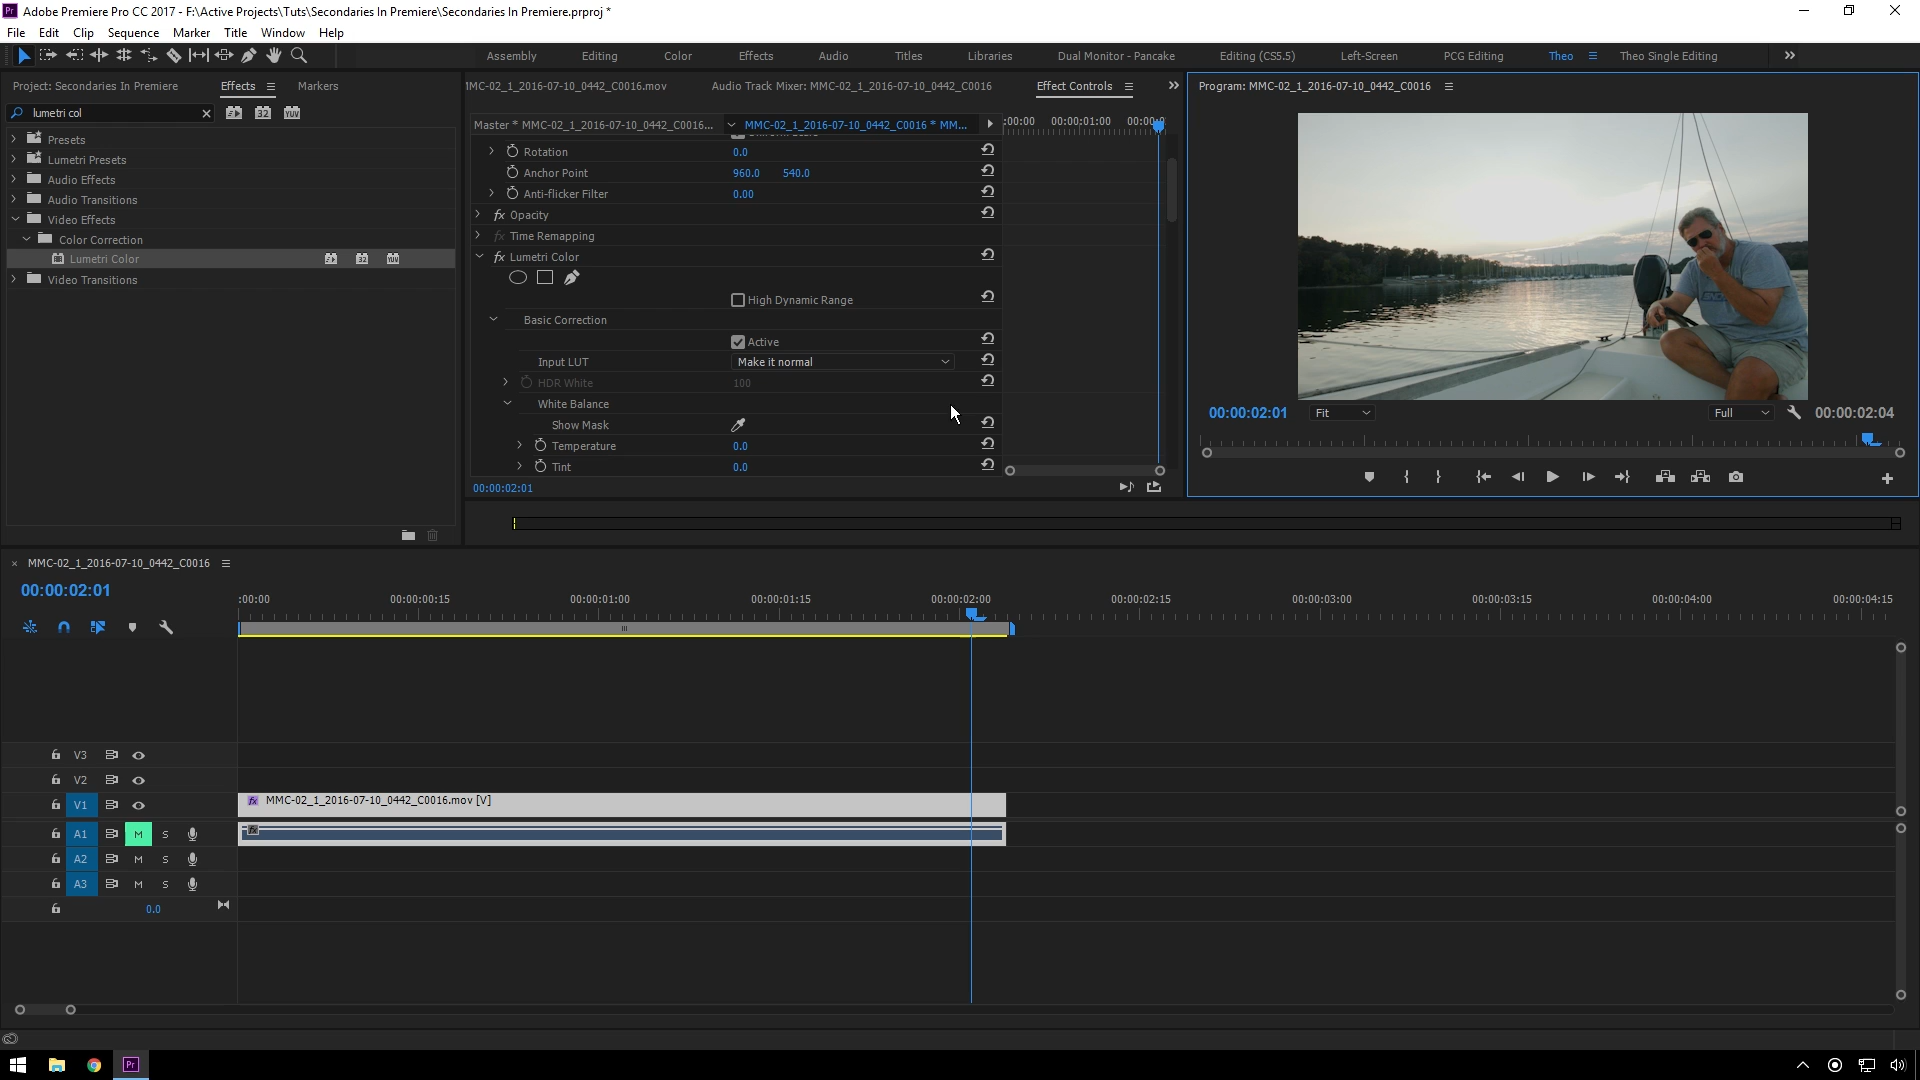 Pr Adobe Premiere Pro CC 2017 - F:\Active Projects\Tuts\Secondaries In Premiere\Secondaries In Premiere.prproj *
File Edit Clip Sequence Marker Title Window Help
Assembly Editing Color Effects Audio Titles Libraries Dual Monitor - Pancake Editing (CS5.5) Left-Screen PCG Editing Theo Theo Single Editing
Project: Secondaries In Premiere Effects Markers
lumetri col
Presets
Lumetri Presets
Audio Effects
Audio Transitions
Video Effects
Color Correction
Lumetri Color
Video Transitions
MC-02_1_2016-07-10_0442_C0016.mov Audio Track Mixer: MMC-02_1_2016-07-10_0442_C0016 Effect Controls
Master * MMC-02_1_2016-07-10_0442_C0016... MMC-02_1_2016-07-10_0442_C0016 * MM...
:00:00 00:00:01:00 00:00:0
Rotation 0.0
Anchor Point 960.0 540.0
Anti-flicker Filter 0.00
fx Opacity
fx Time Remapping
fx Lumetri Color
High Dynamic Range
Basic Correction
Active
Input LUT Make it normal
HDR White 100
White Balance
Show Mask
Temperature 0.0
Tint 0.0
00:00:02:01
Program: MMC-02_1_2016-07-10_0442_C0016
00:00:02:01 Fit Full 00:00:02:04
MMC-02_1_2016-07-10_0442_C0016
00:00:02:01
:00:00 00:00:00:15 00:00:01:00 00:00:01:15 00:00:02:00 00:00:02:15 00:00:03:00 00:00:03:15 00:00:04:00 00:00:04:15
V3
V2
V1 fx MMC-02_1_2016-07-10_0442_C0016.mov [V]
A1 M S fx
A2 M S
A3 M S
0.0
Pr